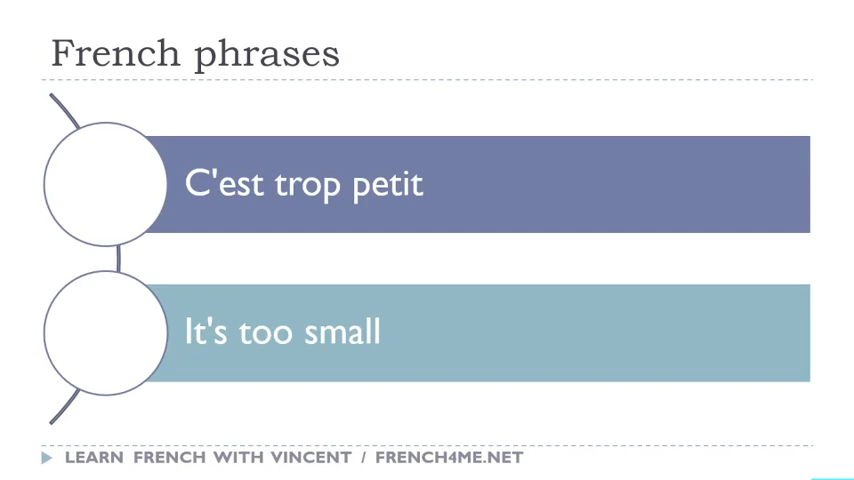 French phrases
C'est trop petit
It's too small
LEARN FRENCH WITH VINCENT / FRENCH4ME.NET